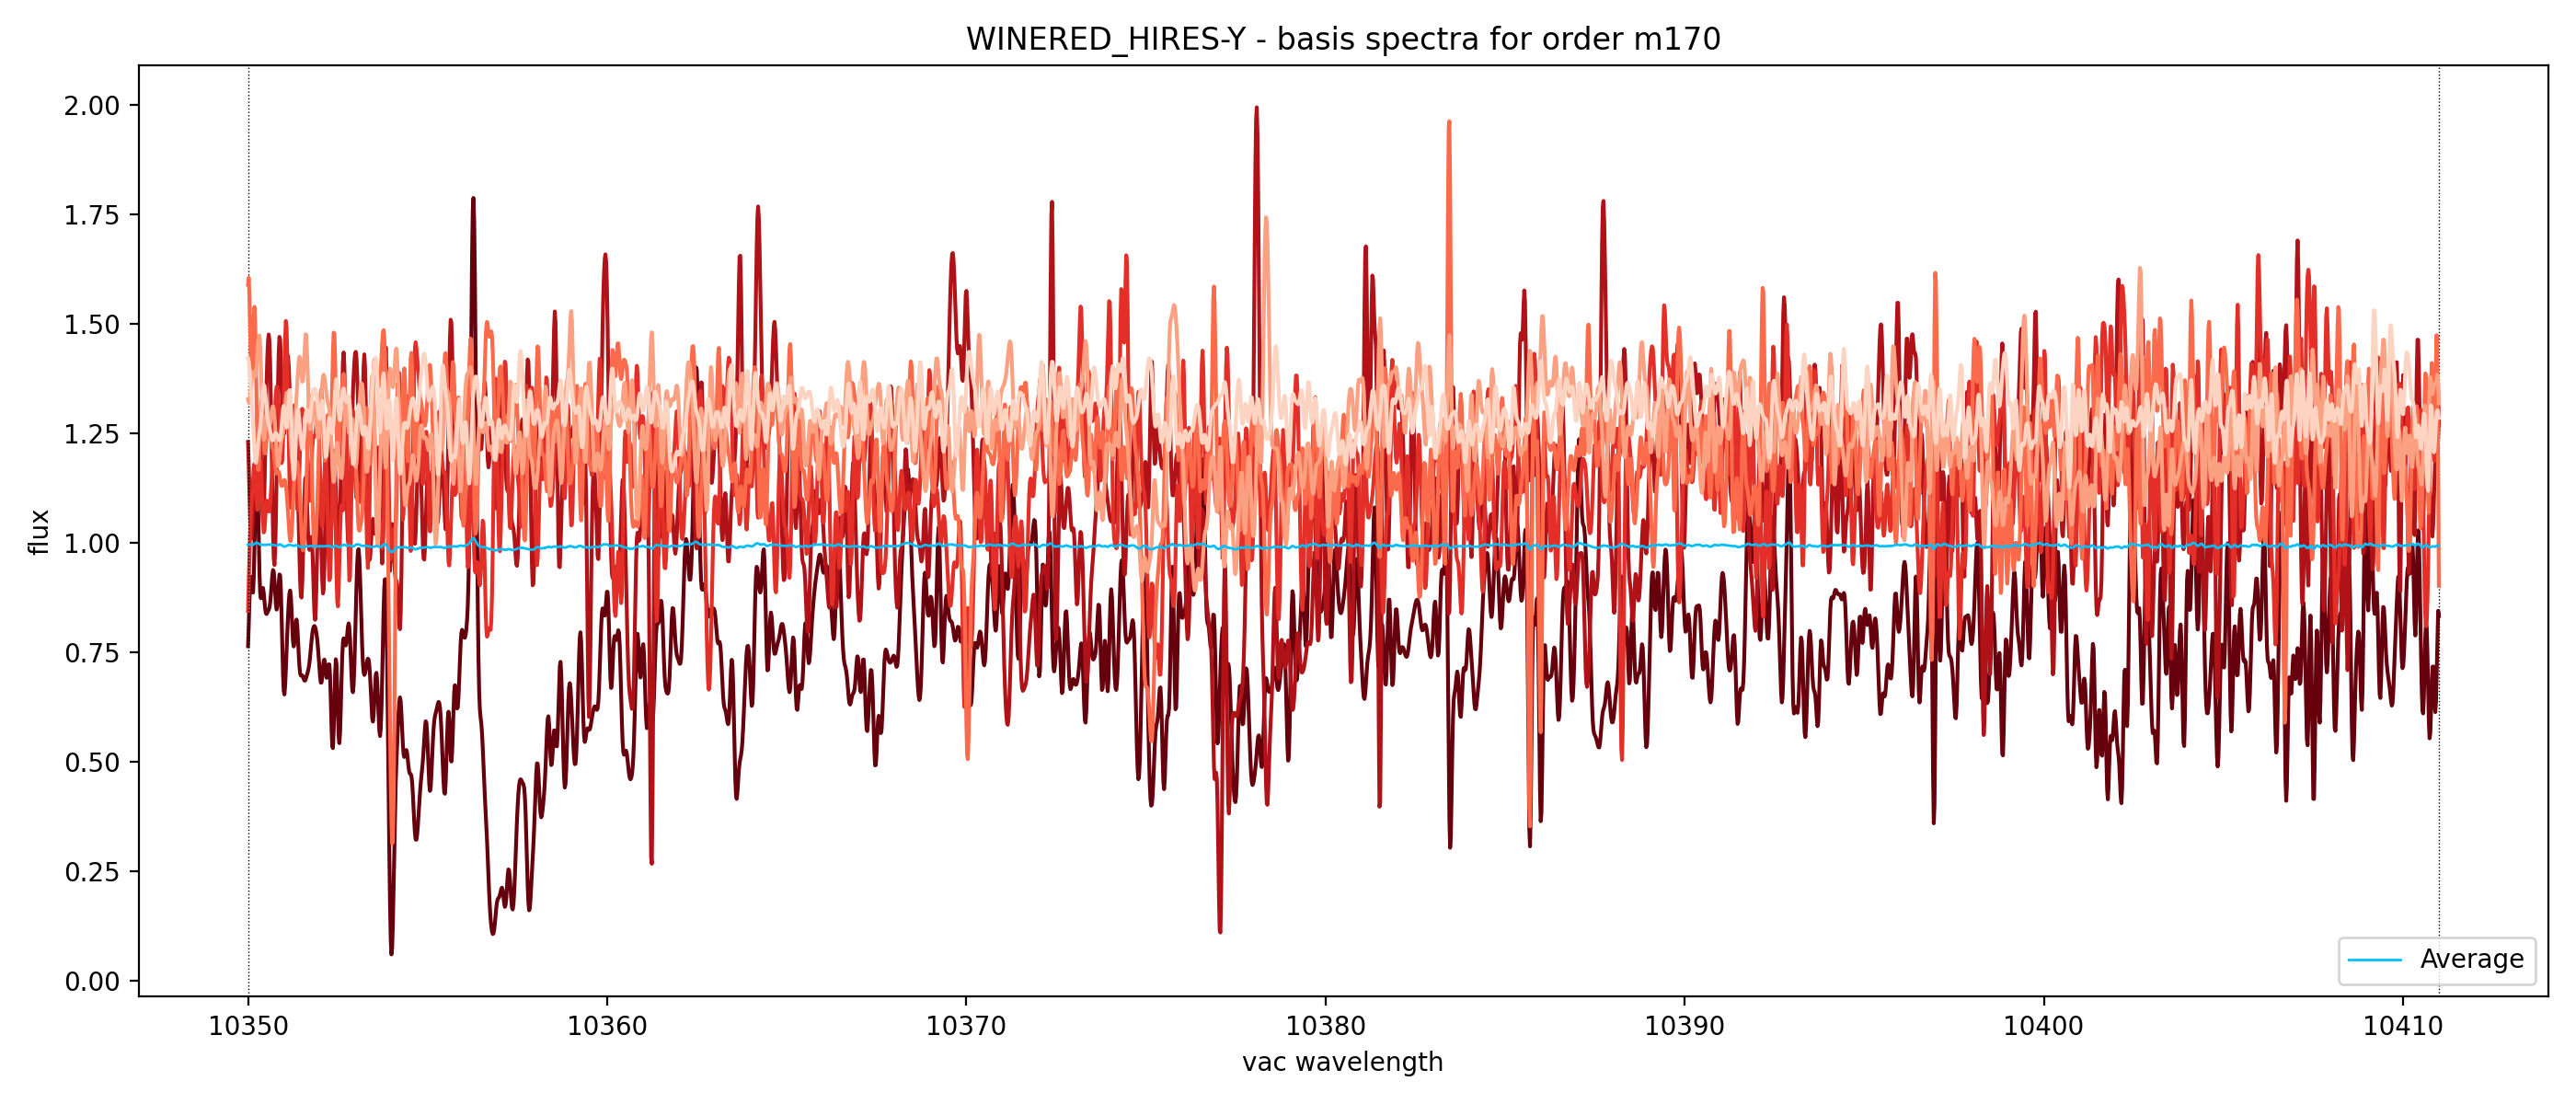 WINERED_HIRES-Y - basis spectra for order m170
2.00
1.75
1.50
1.25
1.00
0.75
0.50
0.25
0.00
flux
Average
10350 10360 10370 10380 10390 10400 10410
vac wavelength